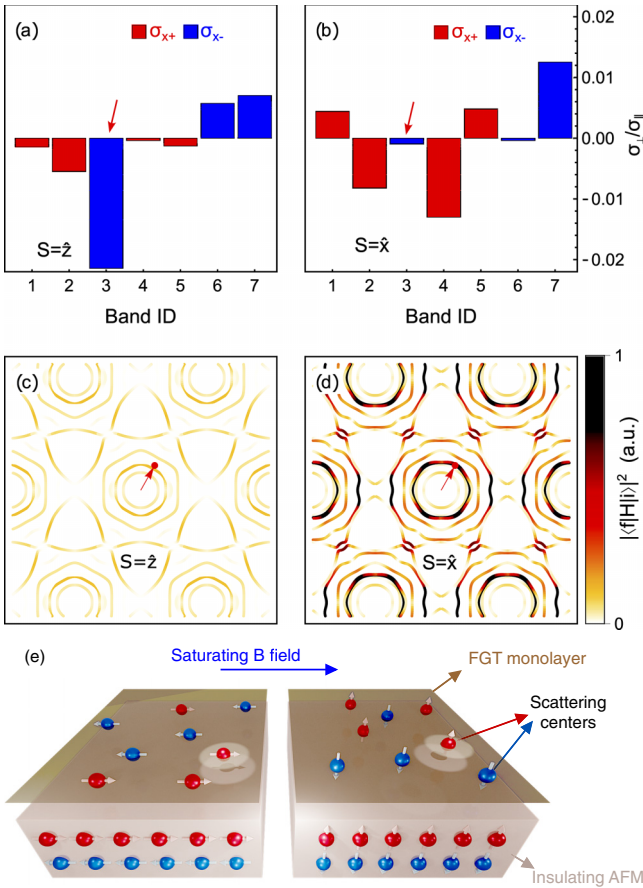 (a)
σx+ σx-
S=ẑ
1 2 3 4 5 6 7
Band ID
(b)
σx+ σx-
S=x̂
1 2 3 4 5 6 7
Band ID
0.02
0.01
0.00
-0.01
-0.02
σ⊥/σ∥
(c)
S=ẑ
(d)
S=x̂
1
0
|⟨f|H|i⟩|² (a.u.)
(e)
Saturating B field
FGT monolayer
Scattering
centers
Insulating AFM